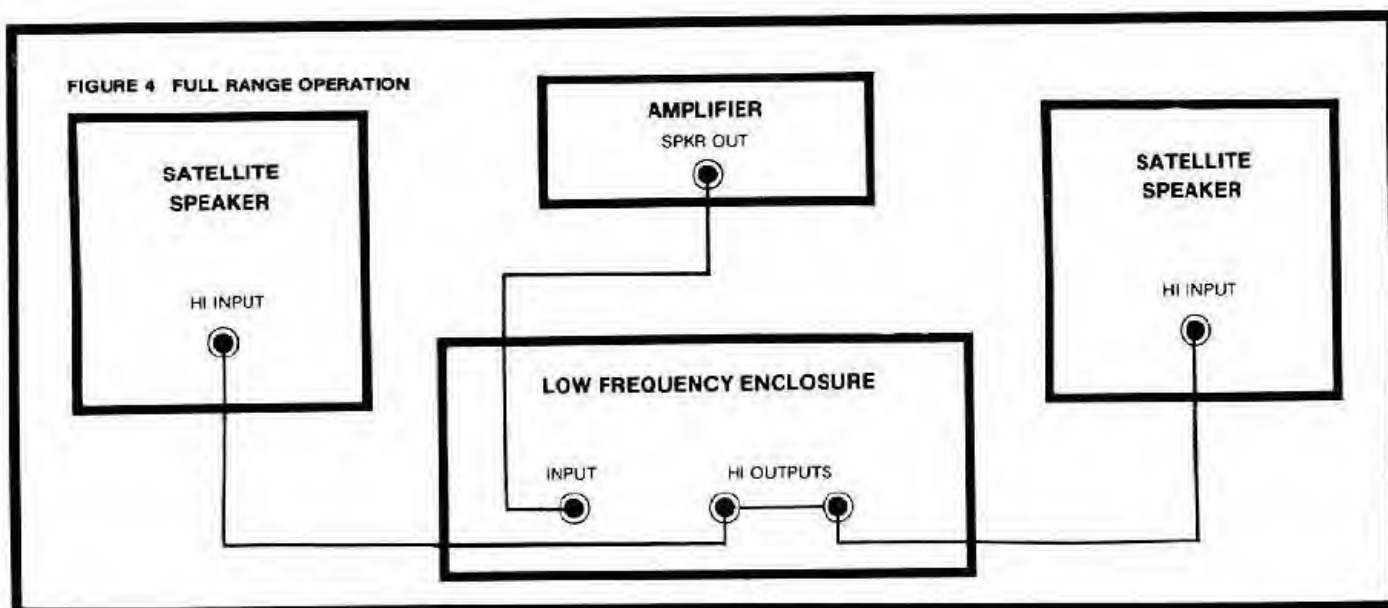 FIGURE 4 FULL RANGE OPERATION
SATELLITE
SPEAKER
HI INPUT
AMPLIFIER
SPKR OUT
SATELLITE
SPEAKER
HI INPUT
LOW FREQUENCY ENCLOSURE
INPUT
HI OUTPUTS